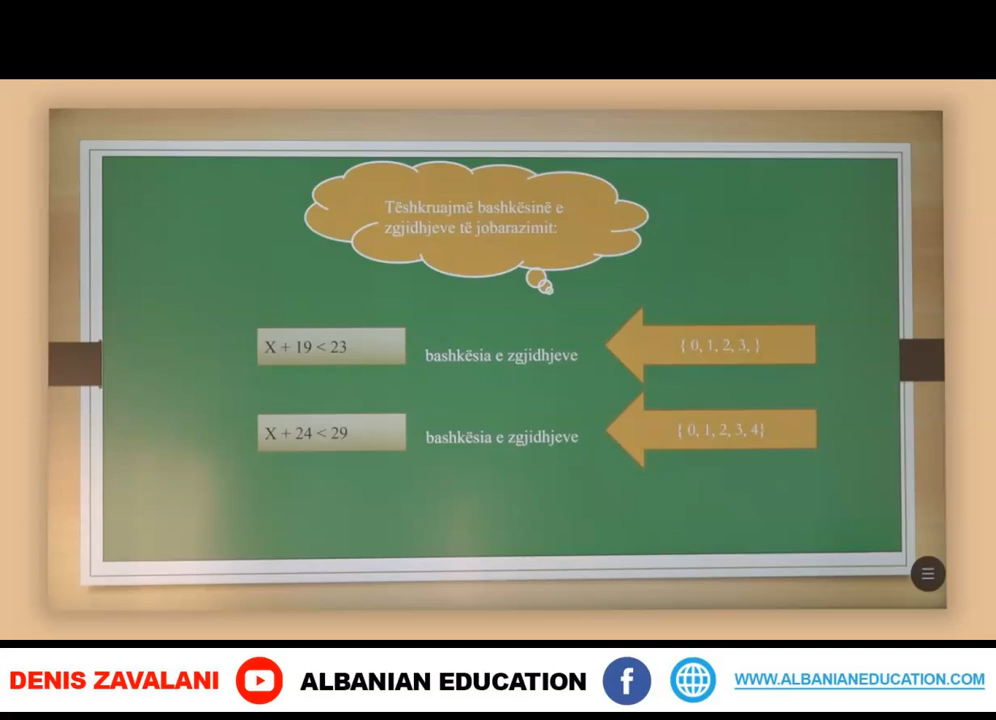 Tëshkruajmë bashkësinë e
zgjidhjeve të jobarazimit:
X + 19 < 23
bashkësia e zgjidhjeve
{ 0, 1, 2, 3, }
X + 24 < 29
bashkësia e zgjidhjeve
{ 0, 1, 2, 3, 4}
DENIS ZAVALANI
ALBANIAN EDUCATION
f
WWW.ALBANIANEDUCATION.COM